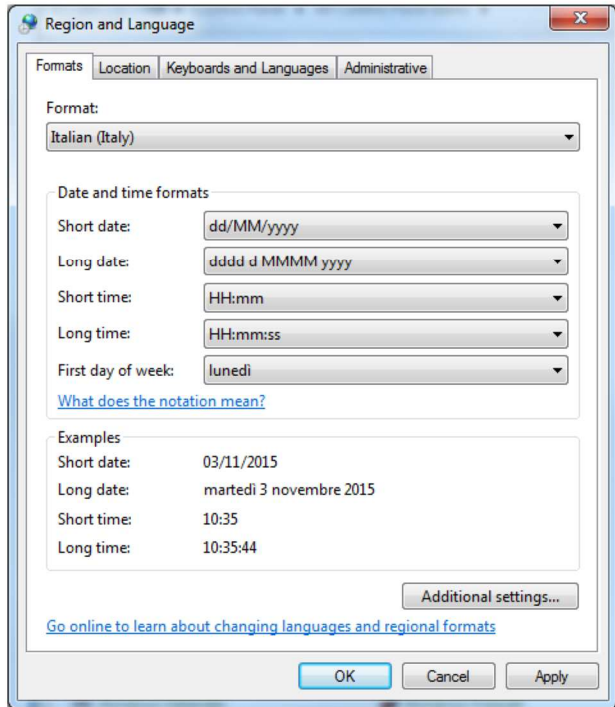 Region and Language
Formats Location Keyboards and Languages Administrative
Format:
Italian (Italy)
Date and time formats
Short date: dd/MM/yyyy
Long date: dddd d MMMM yyyy
Short time: HH:mm
Long time: HH:mm:ss
First day of week: lunedì
What does the notation mean?
Examples
Short date: 03/11/2015
Long date: martedì 3 novembre 2015
Short time: 10:35
Long time: 10:35:44
Additional settings...
Go online to learn about changing languages and regional formats
OK Cancel Apply